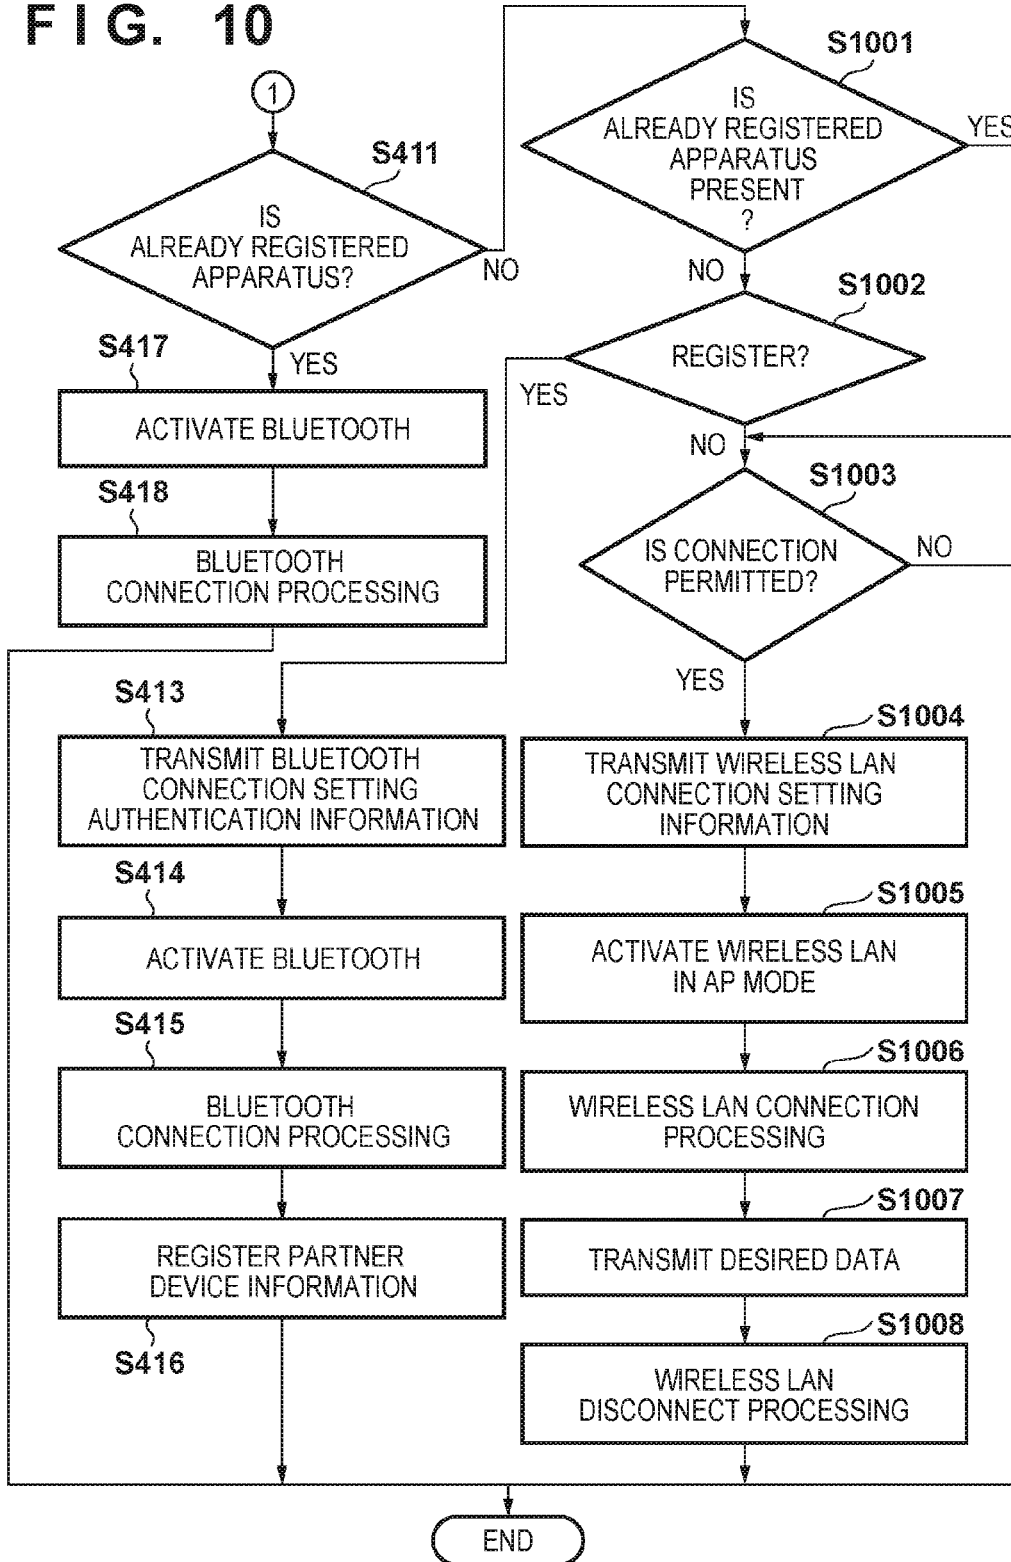 FIG. 10
1
S411
IS
ALREADY REGISTERED
APPARATUS?
NO
YES
S417
ACTIVATE BLUETOOTH
S418
BLUETOOTH
CONNECTION PROCESSING
S413
TRANSMIT BLUETOOTH
CONNECTION SETTING
AUTHENTICATION INFORMATION
S414
ACTIVATE BLUETOOTH
S415
BLUETOOTH
CONNECTION PROCESSING
REGISTER PARTNER
DEVICE INFORMATION
S416
S1001
IS
ALREADY REGISTERED
APPARATUS
PRESENT
?
YES
NO
S1002
REGISTER?
YES
NO
S1003
IS CONNECTION
PERMITTED?
NO
YES
S1004
TRANSMIT WIRELESS LAN
CONNECTION SETTING
INFORMATION
S1005
ACTIVATE WIRELESS LAN
IN AP MODE
S1006
WIRELESS LAN CONNECTION
PROCESSING
S1007
TRANSMIT DESIRED DATA
S1008
WIRELESS LAN
DISCONNECT PROCESSING
END